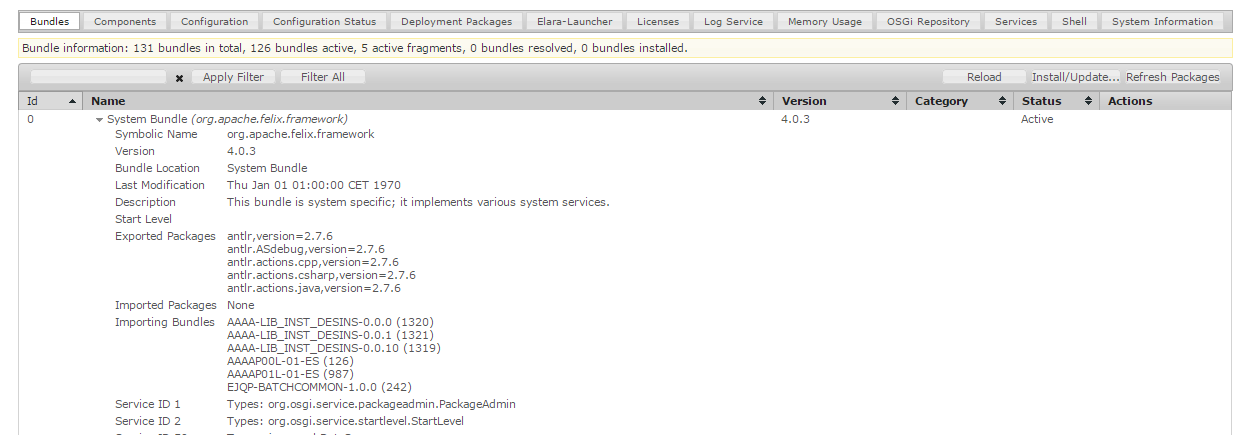 Bundles Components Configuration Configuration Status Deployment Packages Elara-Launcher Licenses Log Service Memory Usage OSGi Repository Services Shell System Information
Bundle information: 131 bundles in total, 126 bundles active, 5 active fragments, 0 bundles resolved, 0 bundles installed.
Apply Filter Filter All Reload Install/Update... Refresh Packages
Id Name Version Category Status Actions
0 System Bundle (org.apache.felix.framework) 4.0.3 Active
Symbolic Name org.apache.felix.framework
Version 4.0.3
Bundle Location System Bundle
Last Modification Thu Jan 01 01:00:00 CET 1970
Description This bundle is system specific; it implements various system services.
Start Level
Exported Packages antlr,version=2.7.6
antlr.ASdebug,version=2.7.6
antlr.actions.cpp,version=2.7.6
antlr.actions.csharp,version=2.7.6
antlr.actions.java,version=2.7.6
Imported Packages None
Importing Bundles AAAA-LIB_INST_DESINS-0.0.0 (1320)
AAAA-LIB_INST_DESINS-0.0.1 (1321)
AAAA-LIB_INST_DESINS-0.0.10 (1319)
AAAAP00L-01-ES (126)
AAAAP01L-01-ES (987)
EJQP-BATCHCOMMON-1.0.0 (242)
Service ID 1 Types: org.osgi.service.packageadmin.PackageAdmin
Service ID 2 Types: org.osgi.service.startlevel.StartLevel